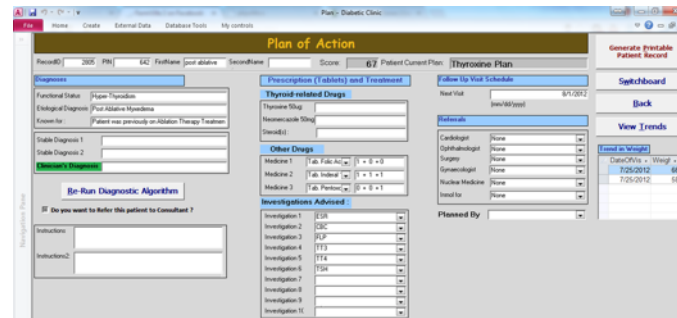 Plan - Diabetic Clinic
File Home Create External Data Database Tools My controls
Plan of Action
RecordID 2805 PIN 642 FirstName post ablative SecondName Score: 67 Patient Current Plan: Thyroxine Plan
Generate Printable Patient Record
Switchboard
Back
View Trends
Trend in Weight
DateOfVis Weigh
7/25/2012
7/25/2012
Diagnoses
Functional Status: Hyper-Thyroidism
Etiological Diagnosis: Post Ablative Myxedema
Known for: Patient was previously on Ablation Therapy Treatmen
Stable Diagnosis 1
Stable Diagnosis 2
Clinician's Diagnosis
Re-Run Diagnostic Algorithm
Do you want to Refer this patient to Consultant ?
Instructions
Instructions2:
Prescription (Tablets) and Treatment
Thyroid-related Drugs
Thyroxine 50ug:
Neomercazole 50mg
Steroid(s) :
Other Drugs
Medicine 1 Tab. Folic Ac 1 + 0 + 0
Medicine 2 Tab. Inderal 1 + 1 + 1
Medicine 3 Tab. Pentoxi 0 + 0 + 1
Investigations Advised :
Investigation 1 ESR
Investigation 2 CBC
Investigation 3 FLP
Investigation 4 TT3
Investigation 5 TT4
Investigation 6 TSH
Investigation 7
Investigation 8
Investigation 9
Investigation 1(
Follow Up Visit Schedule
Next Visit 8/1/2012
(mm/dd/yyyy)
Referrals
Cardiologist None
Ophthalmologist None
Surgery None
Gynaecologist None
Nuclear Medicine None
Inmol for None
Planned By
Navigation Pane